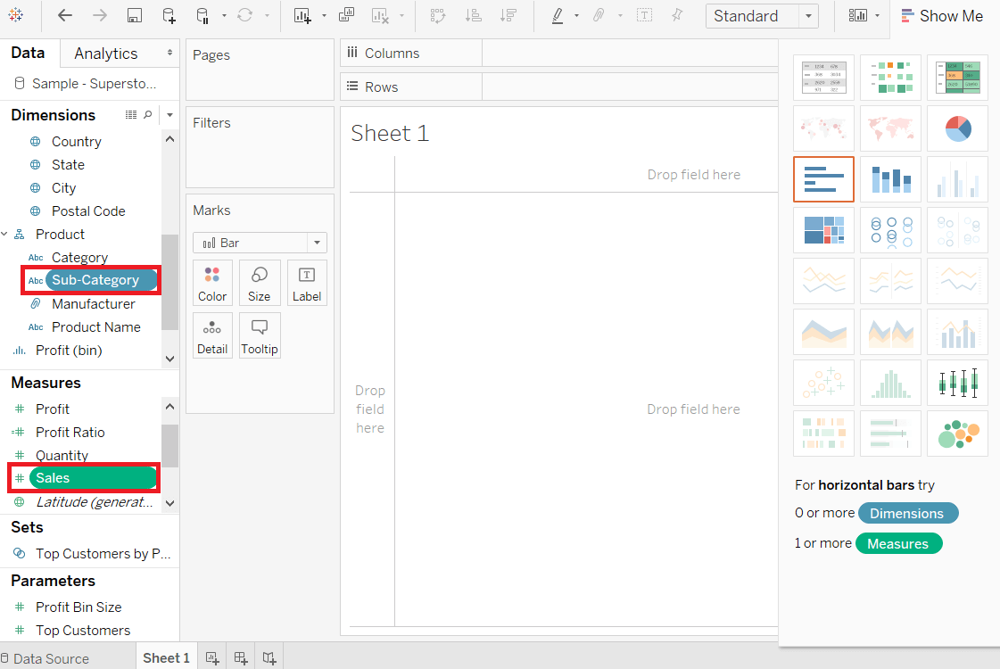 Standard
Show Me
Data
Analytics
Sample - Supersto...
Dimensions
Country
State
City
Postal Code
Product
Abc Category
Abc Sub-Category
Manufacturer
Abc Product Name
Profit (bin)
Measures
# Profit
=# Profit Ratio
# Quantity
# Sales
Latitude (generat...
Sets
Top Customers by P...
Parameters
# Profit Bin Size
# Top Customers
Pages
Filters
Marks
Bar
Color
Size
T
Label
Detail
Tooltip
Columns
Rows
Sheet 1
Drop field here
Drop
field
here
Drop field here
For horizontal bars try
0 or more Dimensions
1 or more Measures
Data Source
Sheet 1